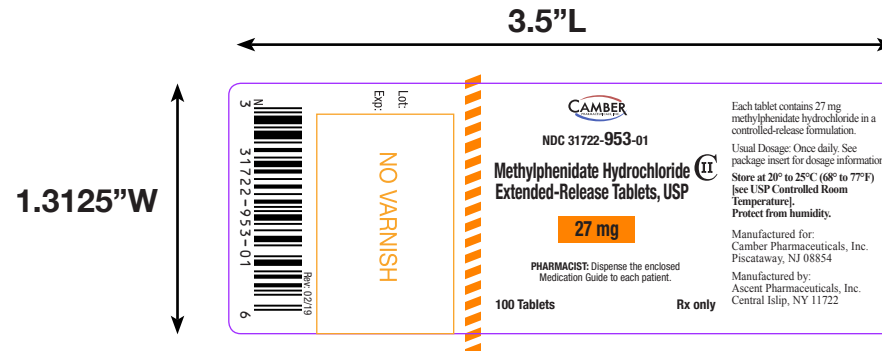 3.5”L
1.3125”W
N
3 31722-953-01 6
Rev. 02/19
Lot:
Exp:
NO VARNISH
CAMBER
PHARMACEUTICALS, INC.
NDC 31722-953-01
Methylphenidate Hydrochloride CII
Extended-Release Tablets, USP
27 mg
PHARMACIST: Dispense the enclosed
Medication Guide to each patient.
100 Tablets Rx only
Each tablet contains 27 mg
methylphenidate hydrochloride in a
controlled-release formulation.
Usual Dosage: Once daily. See
package insert for dosage information
Store at 20° to 25°C (68° to 77°F)
[see USP Controlled Room
Temperature].
Protect from humidity.
Manufactured for:
Camber Pharmaceuticals, Inc.
Piscataway, NJ 08854
Manufactured by:
Ascent Pharmaceuticals, Inc.
Central Islip, NY 11722